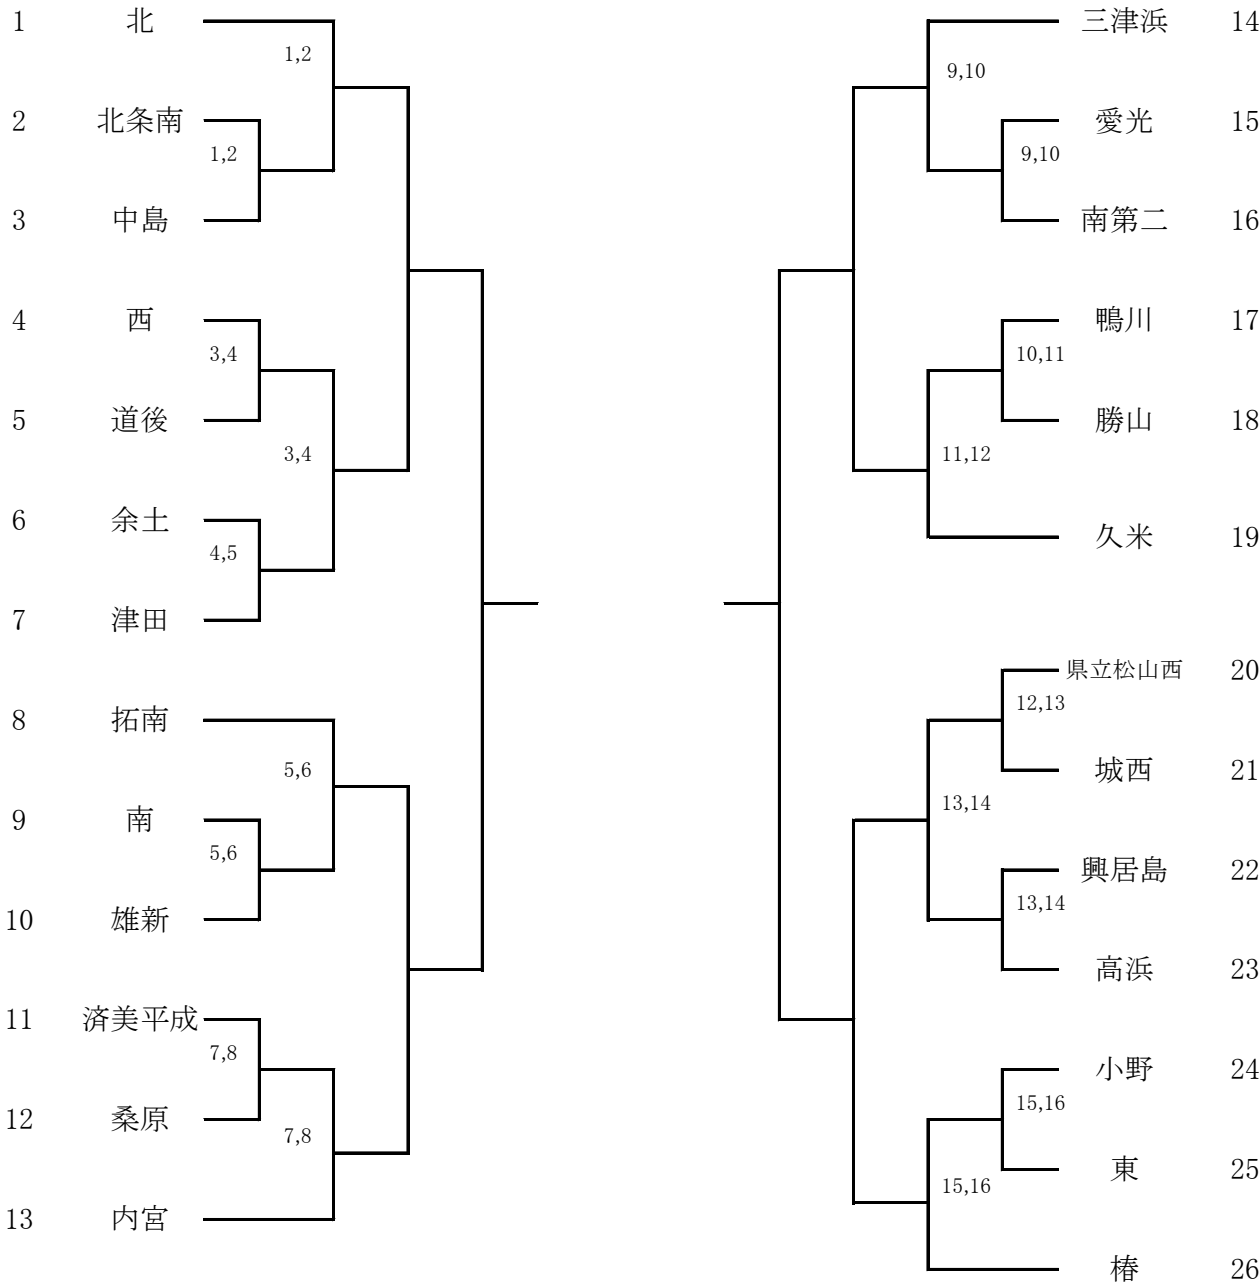 1 北
1,2
2 北条南
1,2
3 中島
4 西
3,4
5 道後
3,4
6 余土
4,5
7 津田
8 拓南
5,6
9 南
5,6
10 雄新
11 済美平成
7,8
12 桑原
7,8
13 内宮
三津浜 14
9,10
愛光 15
9,10
南第二 16
鴨川 17
10,11
勝山 18
11,12
久米 19
県立松山西 20
12,13
城西 21
13,14
興居島 22
13,14
高浜 23
小野 24
15,16
東 25
15,16
椿 26